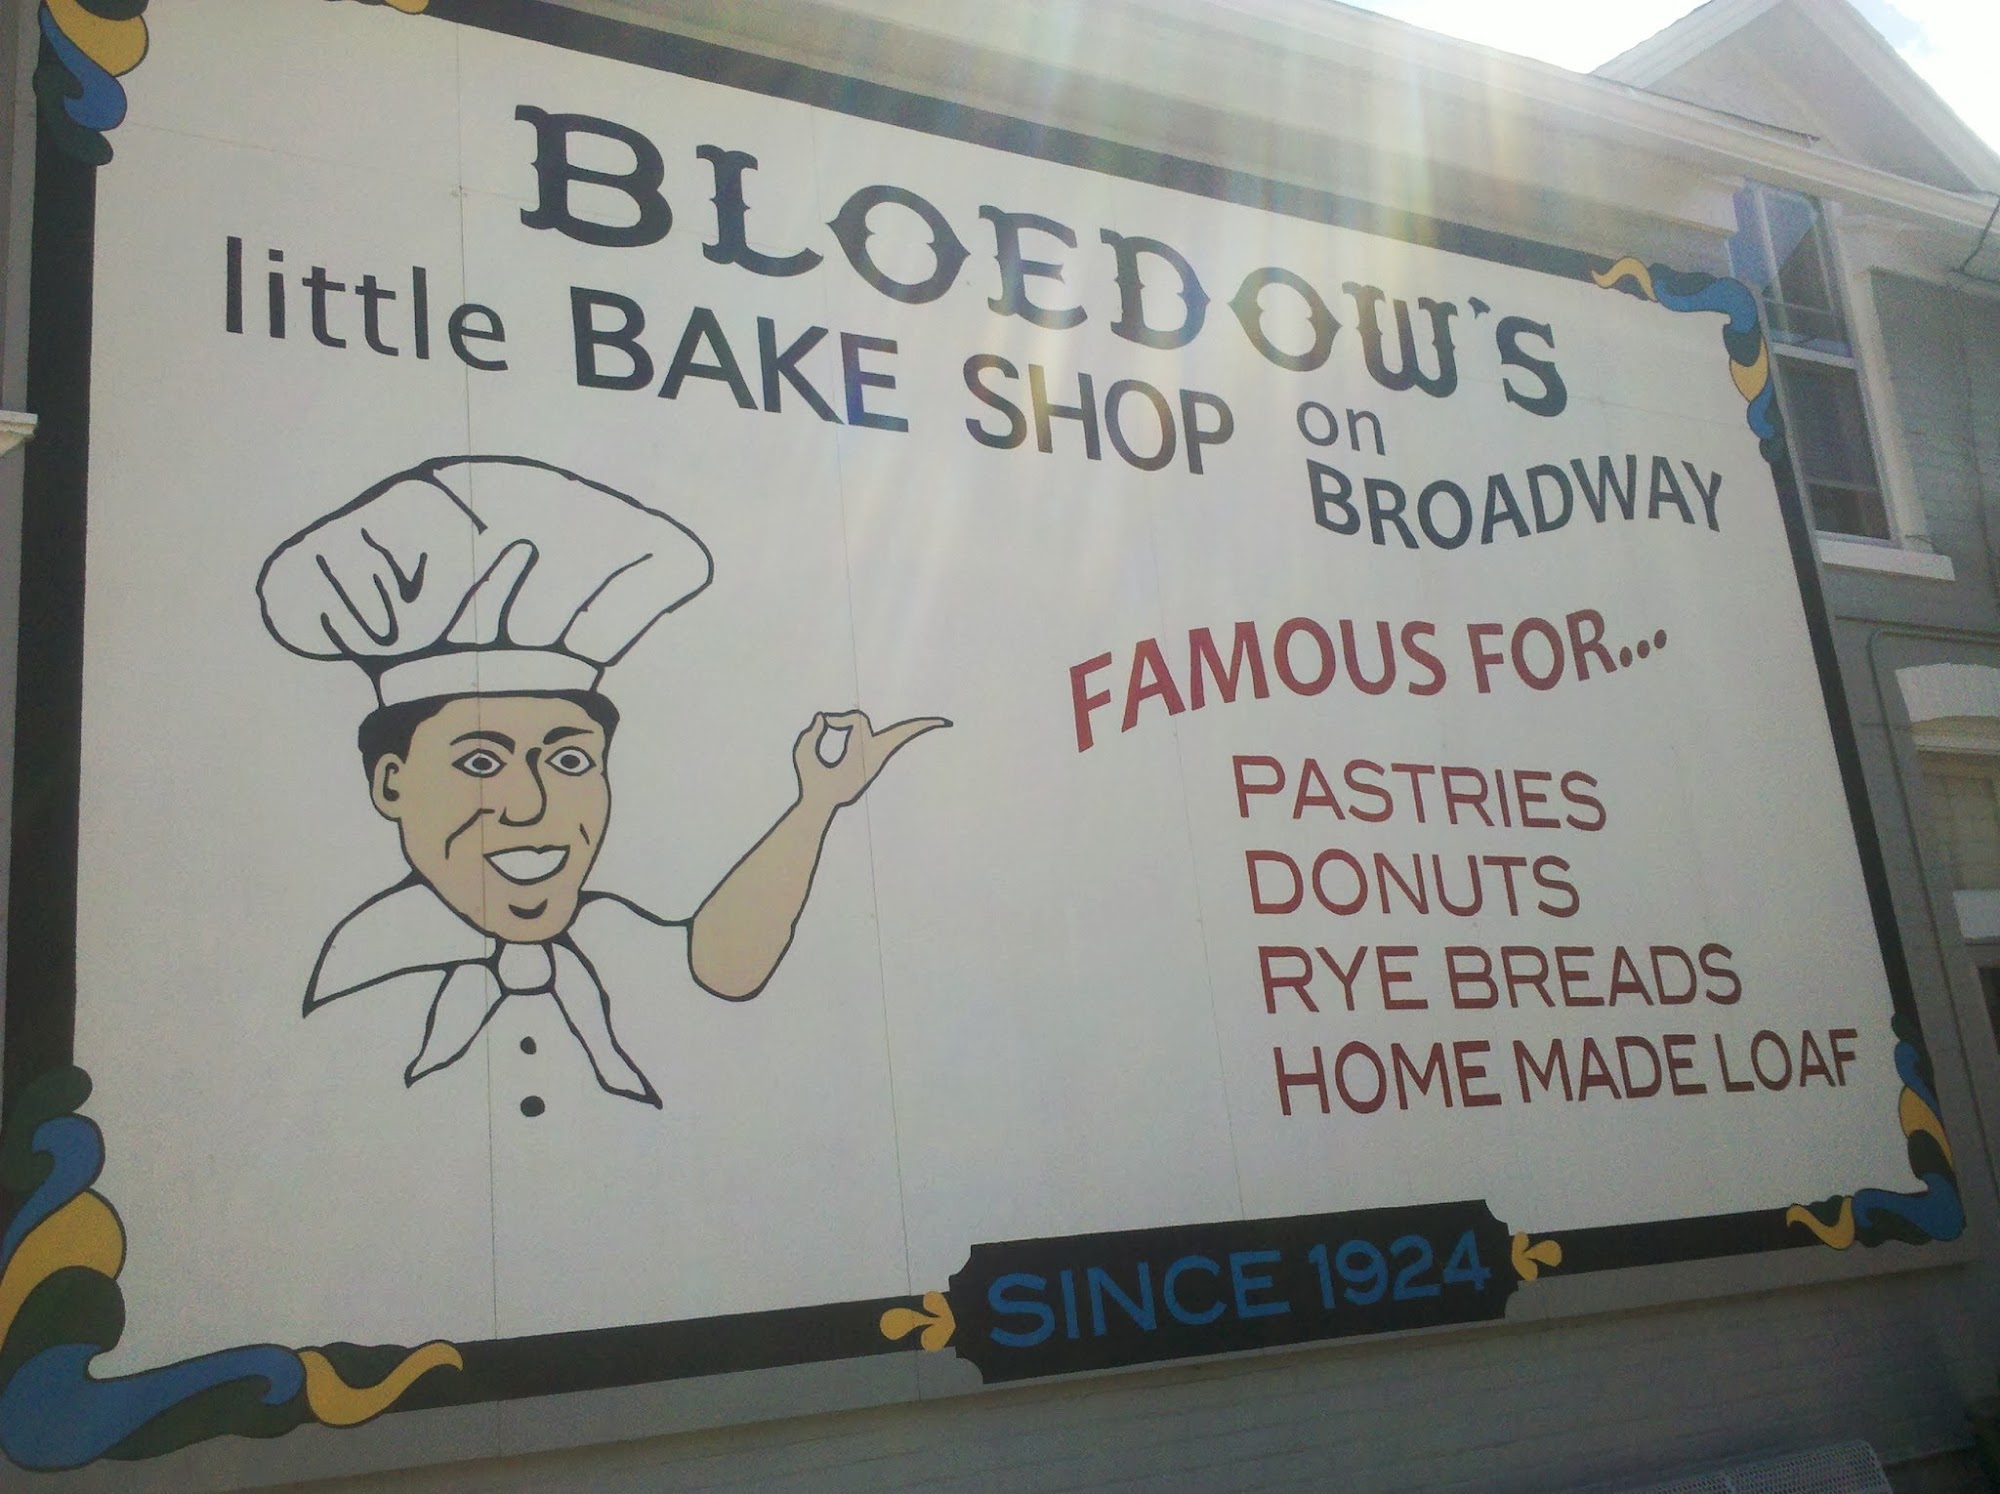 BLOEDOW'S
little BAKE SHOP on
BROADWAY
FAMOUS FOR...
PASTRIES
DONUTS
RYE BREADS
HOME MADE LOAF
SINCE 1924